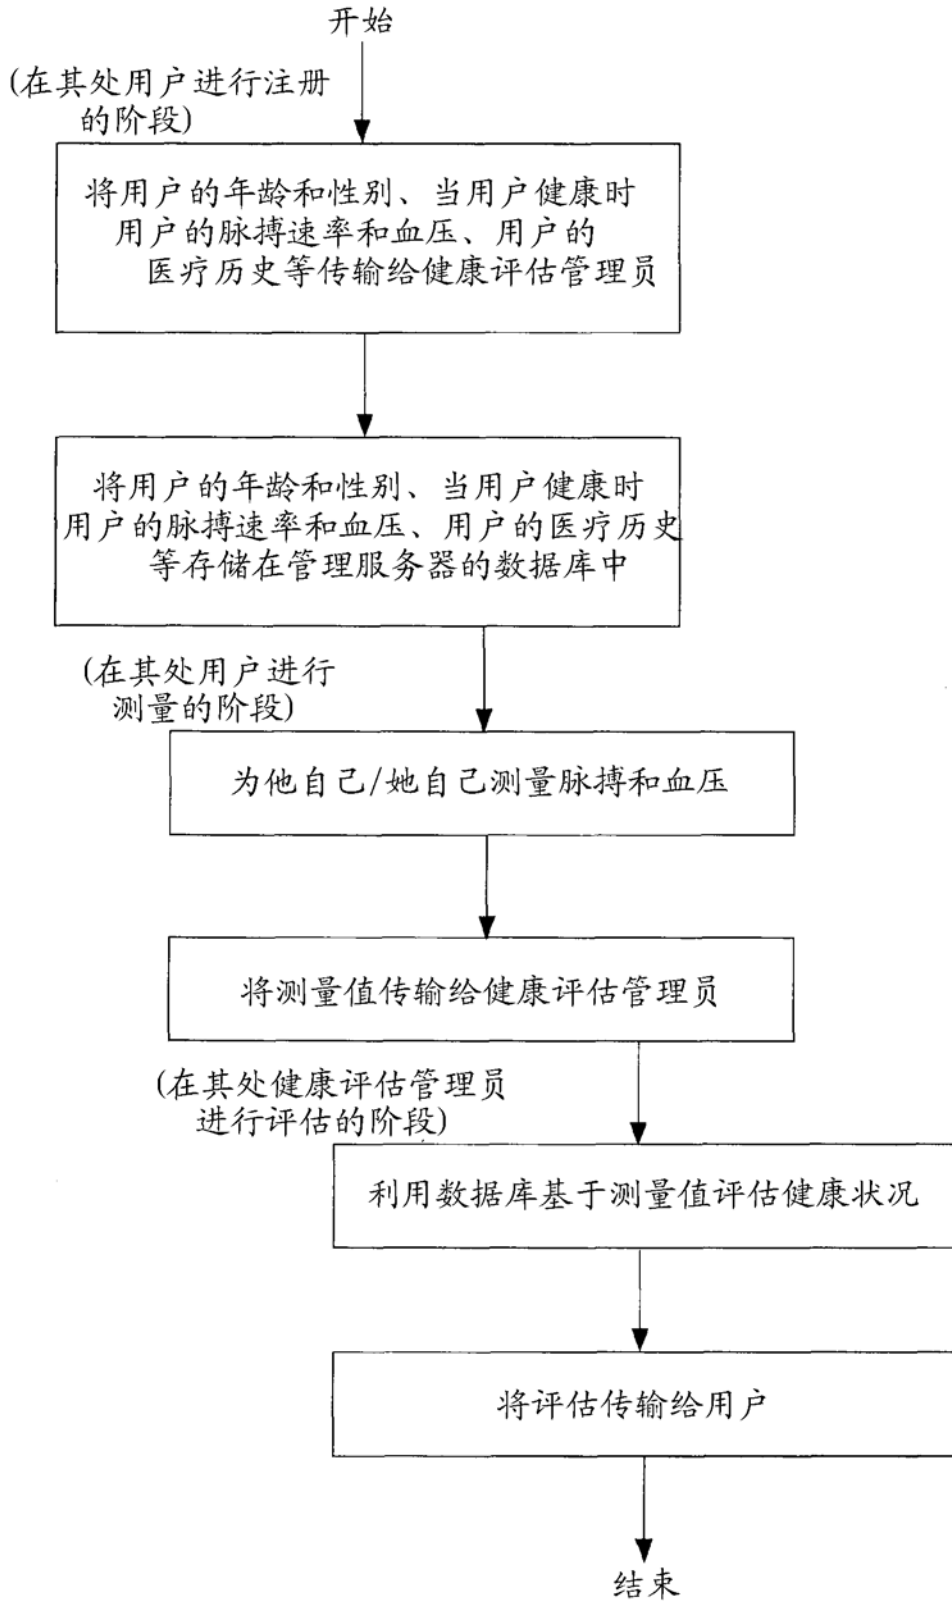 开始
(在其处用户进行注册
的阶段)
将用户的年龄和性别、当用户健康时
用户的脉搏速率和血压、用户的
医疗历史等传输给健康评估管理员
将用户的年龄和性别、当用户健康时
用户的脉搏速率和血压、用户的医疗历史
等存储在管理服务器的数据库中
(在其处用户进行
测量的阶段)
为他自己/她自己测量脉搏和血压
将测量值传输给健康评估管理员
(在其处健康评估管理员
进行评估的阶段)
利用数据库基于测量值评估健康状况
将评估传输给用户
结束